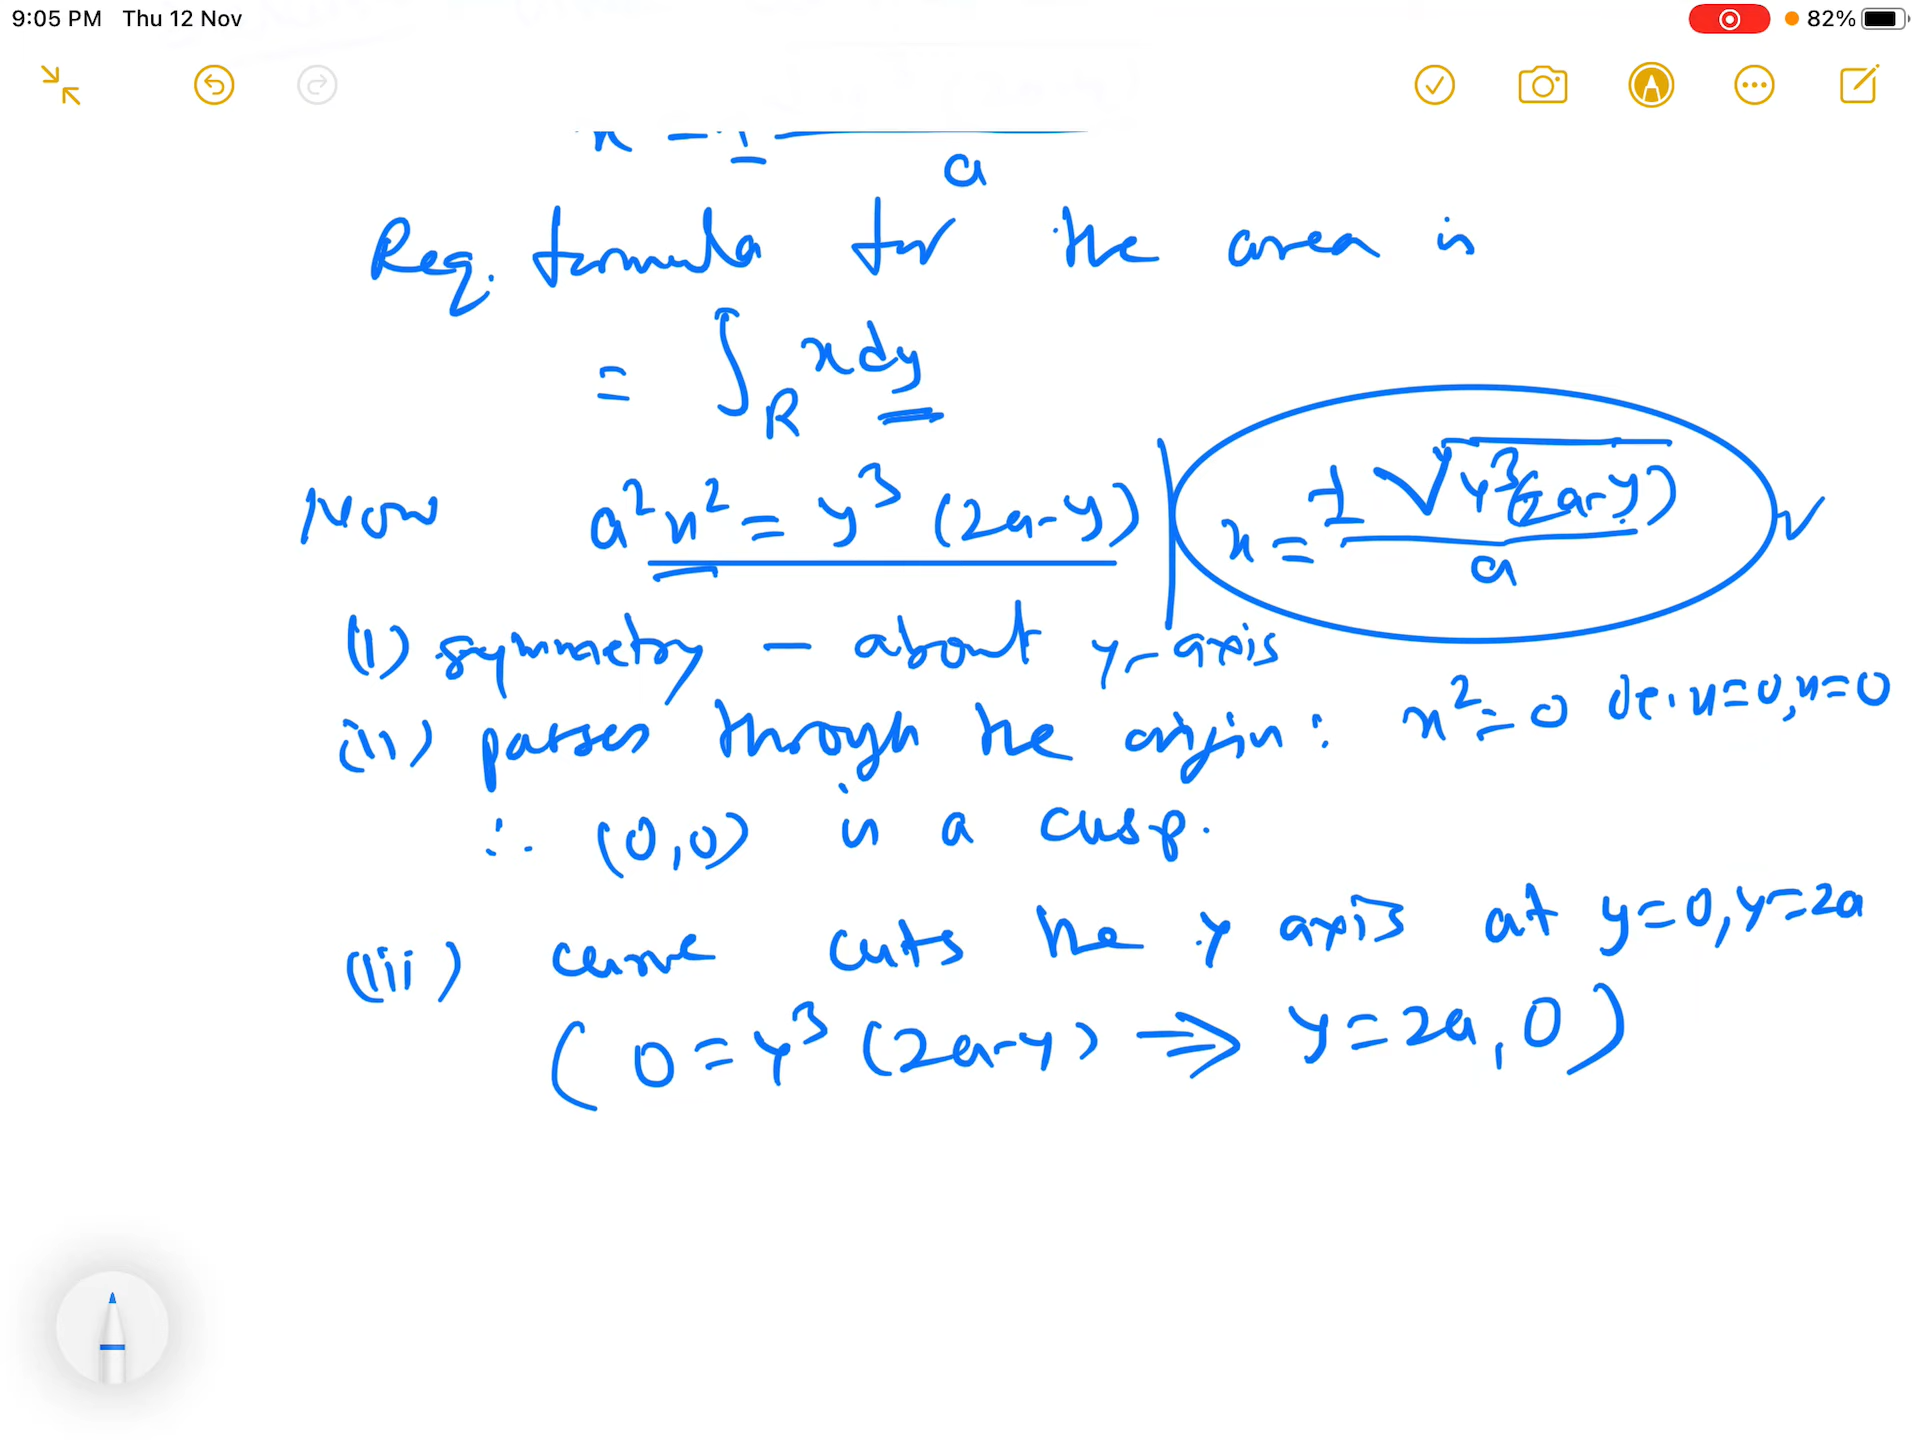 9:05 PM Thu 12 Nov 82%
a
Req. formula for the area is
= ∫_R x dy
Now a²x² = y³ (2a-y) | x = ± √(y³(2a-y)) / a
(i) symmetry - about y-axis
(ii) passes through the origin : x² = 0 i.e. x=0, x=0
∴ (0,0) is a cusp.
(iii) curve cuts the y axis at y=0, y=2a
( 0 = y³ (2a-y) ⇒ y = 2a, 0 )